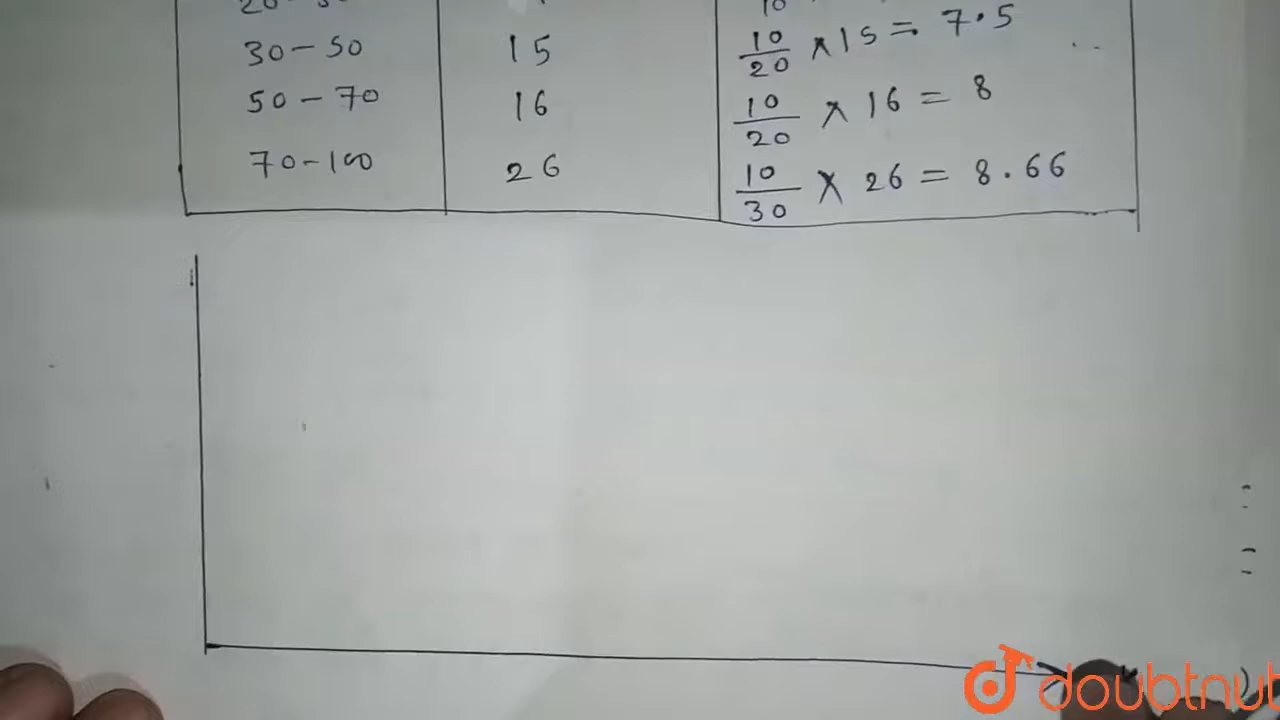 30-50 15 10/20 × 15 = 7.5
50-70 16 10/20 × 16 = 8
70-100 26 10/30 × 26 = 8.66
doubtnut